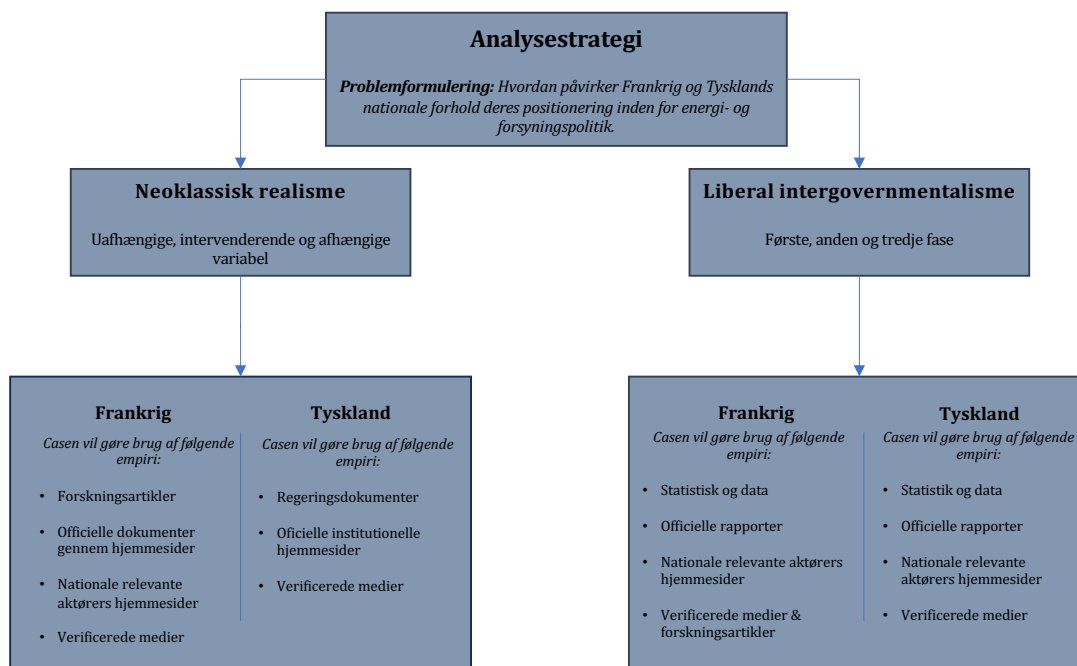 Analysestrategi
Problemformulering: Hvordan påvirker Frankrig og Tysklands
nationale forhold deres positionering inden for energi- og
forsyningspolitik.
Neoklassisk realisme
Uafhængige, intervenderende og afhængige
variabel
Liberal intergovernmentalisme
Første, anden og tredje fase
Frankrig
Casen vil gøre brug af følgende
empiri:
• Forskningsartikler
• Officielle dokumenter
gennem hjemmesider
• Nationale relevante
aktørers hjemmesider
• Verificerede medier
Tyskland
Casen vil gøre brug af følgende
empiri:
• Regeringsdokumenter
• Oficielle institutionelle
hjemmesider
• Verificerede medier
Frankrig
Casen vil gøre brug af følgende
empiri:
• Statistisk og data
• Officielle rapporter
• Nationale relevante aktørers
hjemmesider
• Verificerede medier &
forskningsartikler
Tyskland
Casen vil gøre brug af følgende
empiri:
• Statistik og data
• Officielle rapporter
• Nationale relevante
aktørers hjemmesider
• Verificerede medier